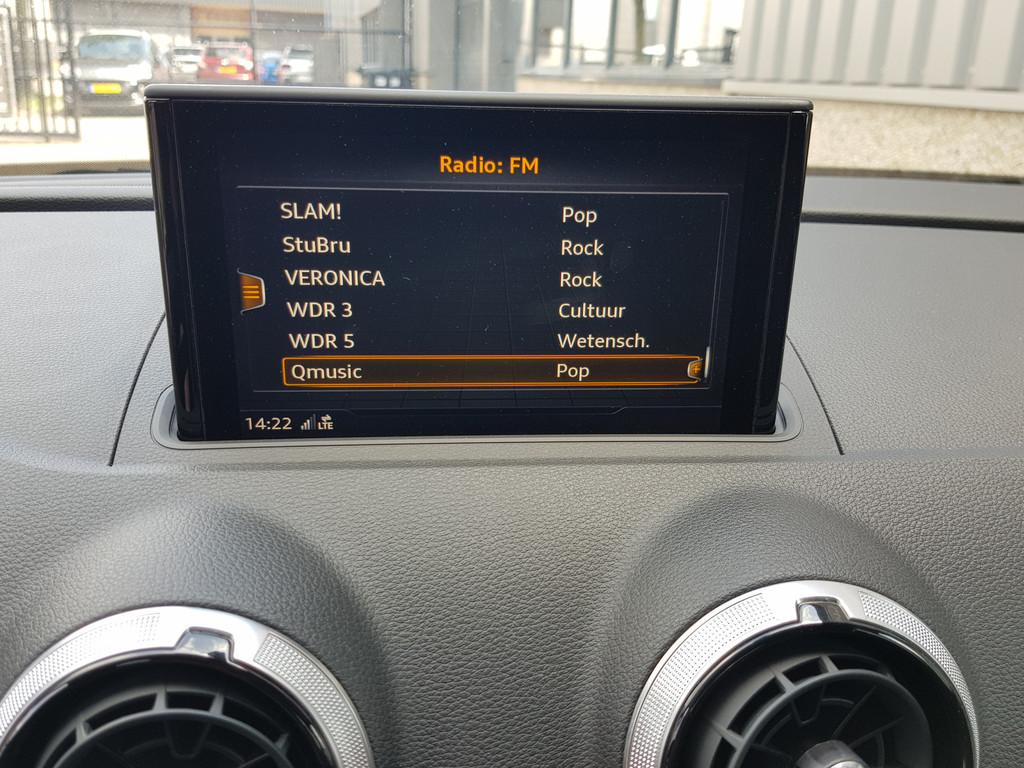 Radio: FM
SLAM! Pop
StuBru Rock
VERONICA Rock
WDR 3 Cultuur
WDR 5 Wetensch.
Qmusic Pop
14:22 LTE